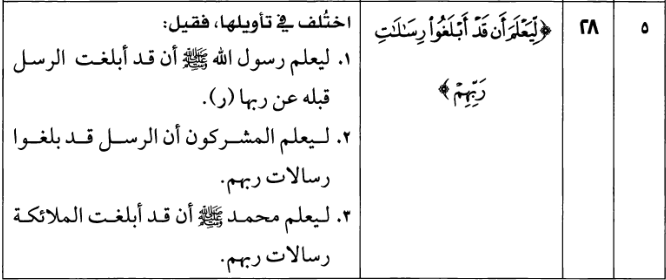 ٥
٢٨
﴿لِّيَعْلَمَ أَن قَدْ أَبْلَغُوا۟ رِسَـٰلَـٰتِ
رَبِّهِمْ﴾
اختُلف في تأويلها، فقيل:
١. ليعلم رسول الله ﷺ أن قد أبلغت الرسل
قبله عن ربها (ر).
٢. ليعلم المشركون أن الرسل قد بلغوا
رسالات ربهم.
٣. ليعلم محمد ﷺ أن قد أبلغت الملائكة
رسالات ربهم.